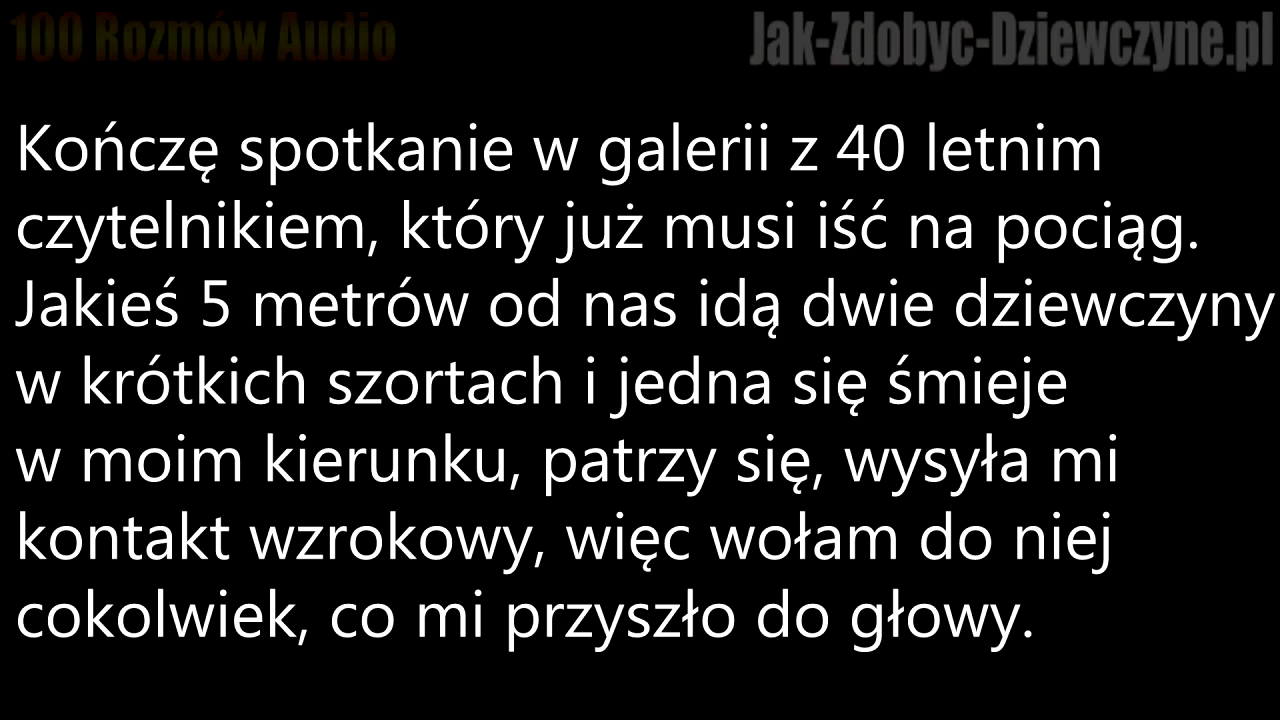 100 Rozmów Audio
Jak-Zdobyc-Dziewczyne.pl
Kończę spotkanie w galerii z 40 letnim
czytelnikiem, który już musi iść na pociąg.
Jakieś 5 metrów od nas idą dwie dziewczyny
w krótkich szortach i jedna się śmieje
w moim kierunku, patrzy się, wysyła mi
kontakt wzrokowy, więc wołam do niej
cokolwiek, co mi przyszło do głowy.